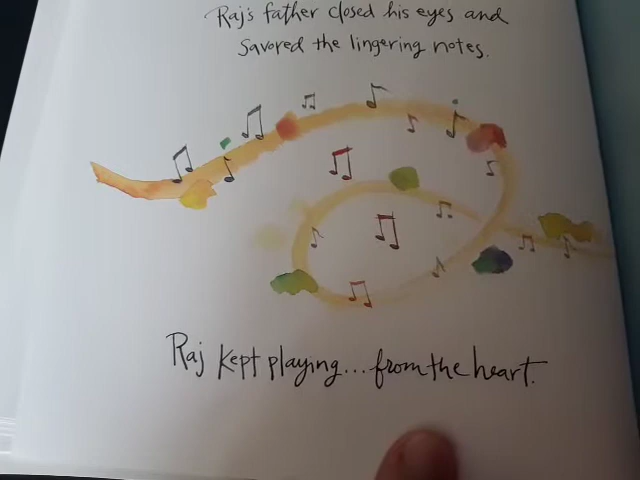 Raj's father closed his eyes and
savored the lingering notes.
Raj kept playing...from the heart.